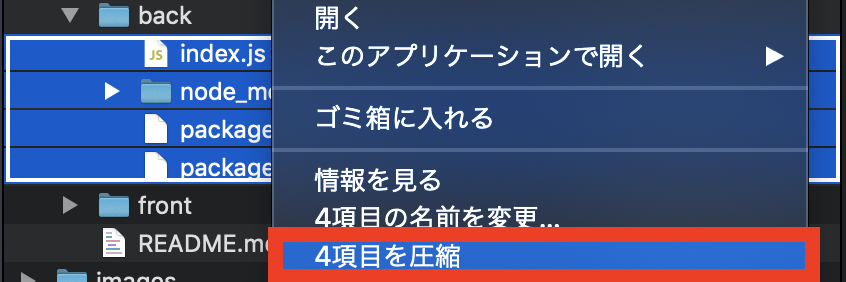 back
JS
index.js
node_m
package
package
front
README.m
images
開く
このアプリケーションで開く
ゴミ箱に入れる
情報を見る
4項目の名前を変更...
4項目を圧縮